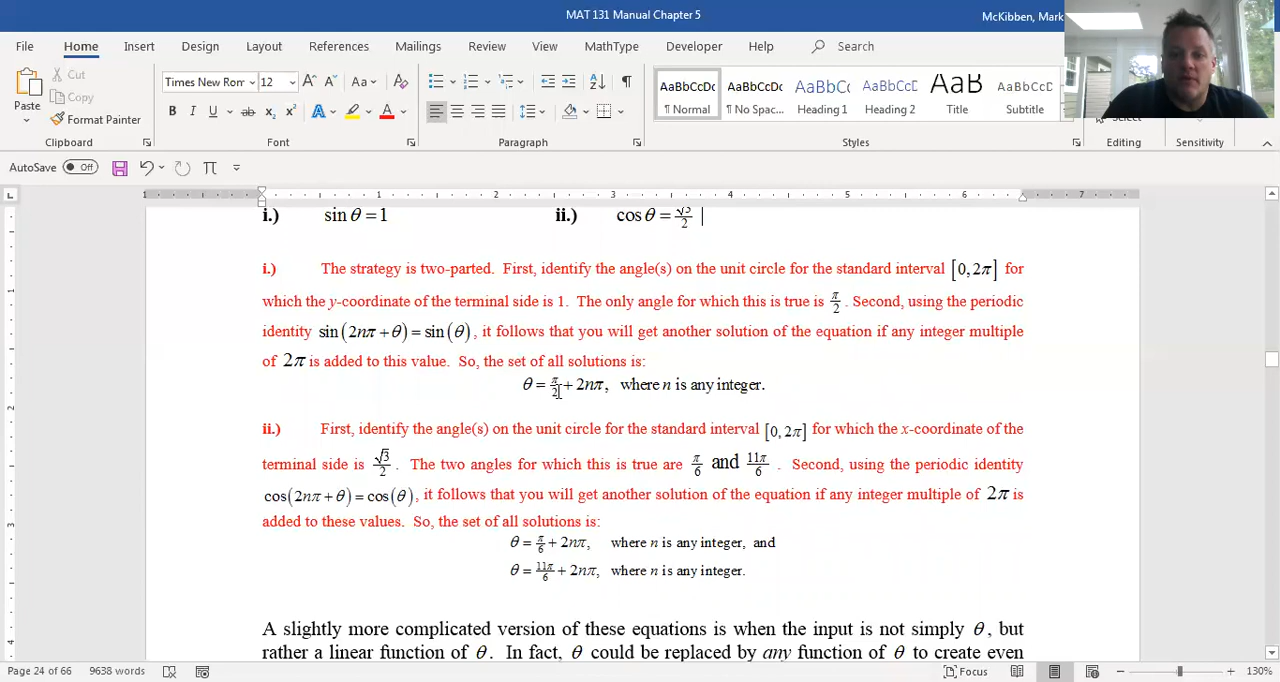 MAT 131 Manual Chapter 5
McKibben, Mark
File Home Insert Design Layout References Mailings Review View MathType Developer Help Search
Paste
Cut
Copy
Format Painter
Times New Rom 12
AaBbCcDc
¶ Normal
AaBbCcDc
¶ No Spac...
AaBbCc
Heading 1
AaBbCcD
Heading 2
AaB
Title
AaBbCcDc
Subtitle
Clipboard Font Paragraph Styles Editing Sensitivity
AutoSave Off
i.) sin θ = 1 ii.) cos θ = √3/2
i.) The strategy is two-parted. First, identify the angle(s) on the unit circle for the standard interval [0, 2π] for
which the y-coordinate of the terminal side is 1. The only angle for which this is true is π/2. Second, using the periodic
identity sin(2nπ + θ) = sin(θ), it follows that you will get another solution of the equation if any integer multiple
of 2π is added to this value. So, the set of all solutions is:
θ = π/2 + 2nπ, where n is any integer.
ii.) First, identify the angle(s) on the unit circle for the standard interval [0, 2π] for which the x-coordinate of the
terminal side is √3/2. The two angles for which this is true are π/6 and 11π/6. Second, using the periodic identity
cos(2nπ + θ) = cos(θ), it follows that you will get another solution of the equation if any integer multiple of 2π is
added to these values. So, the set of all solutions is:
θ = π/6 + 2nπ, where n is any integer, and
θ = 11π/6 + 2nπ, where n is any integer.
A slightly more complicated version of these equations is when the input is not simply θ, but
rather a linear function of θ. In fact, θ could be replaced by any function of θ to create even
Page 24 of 66 9638 words Focus 130%